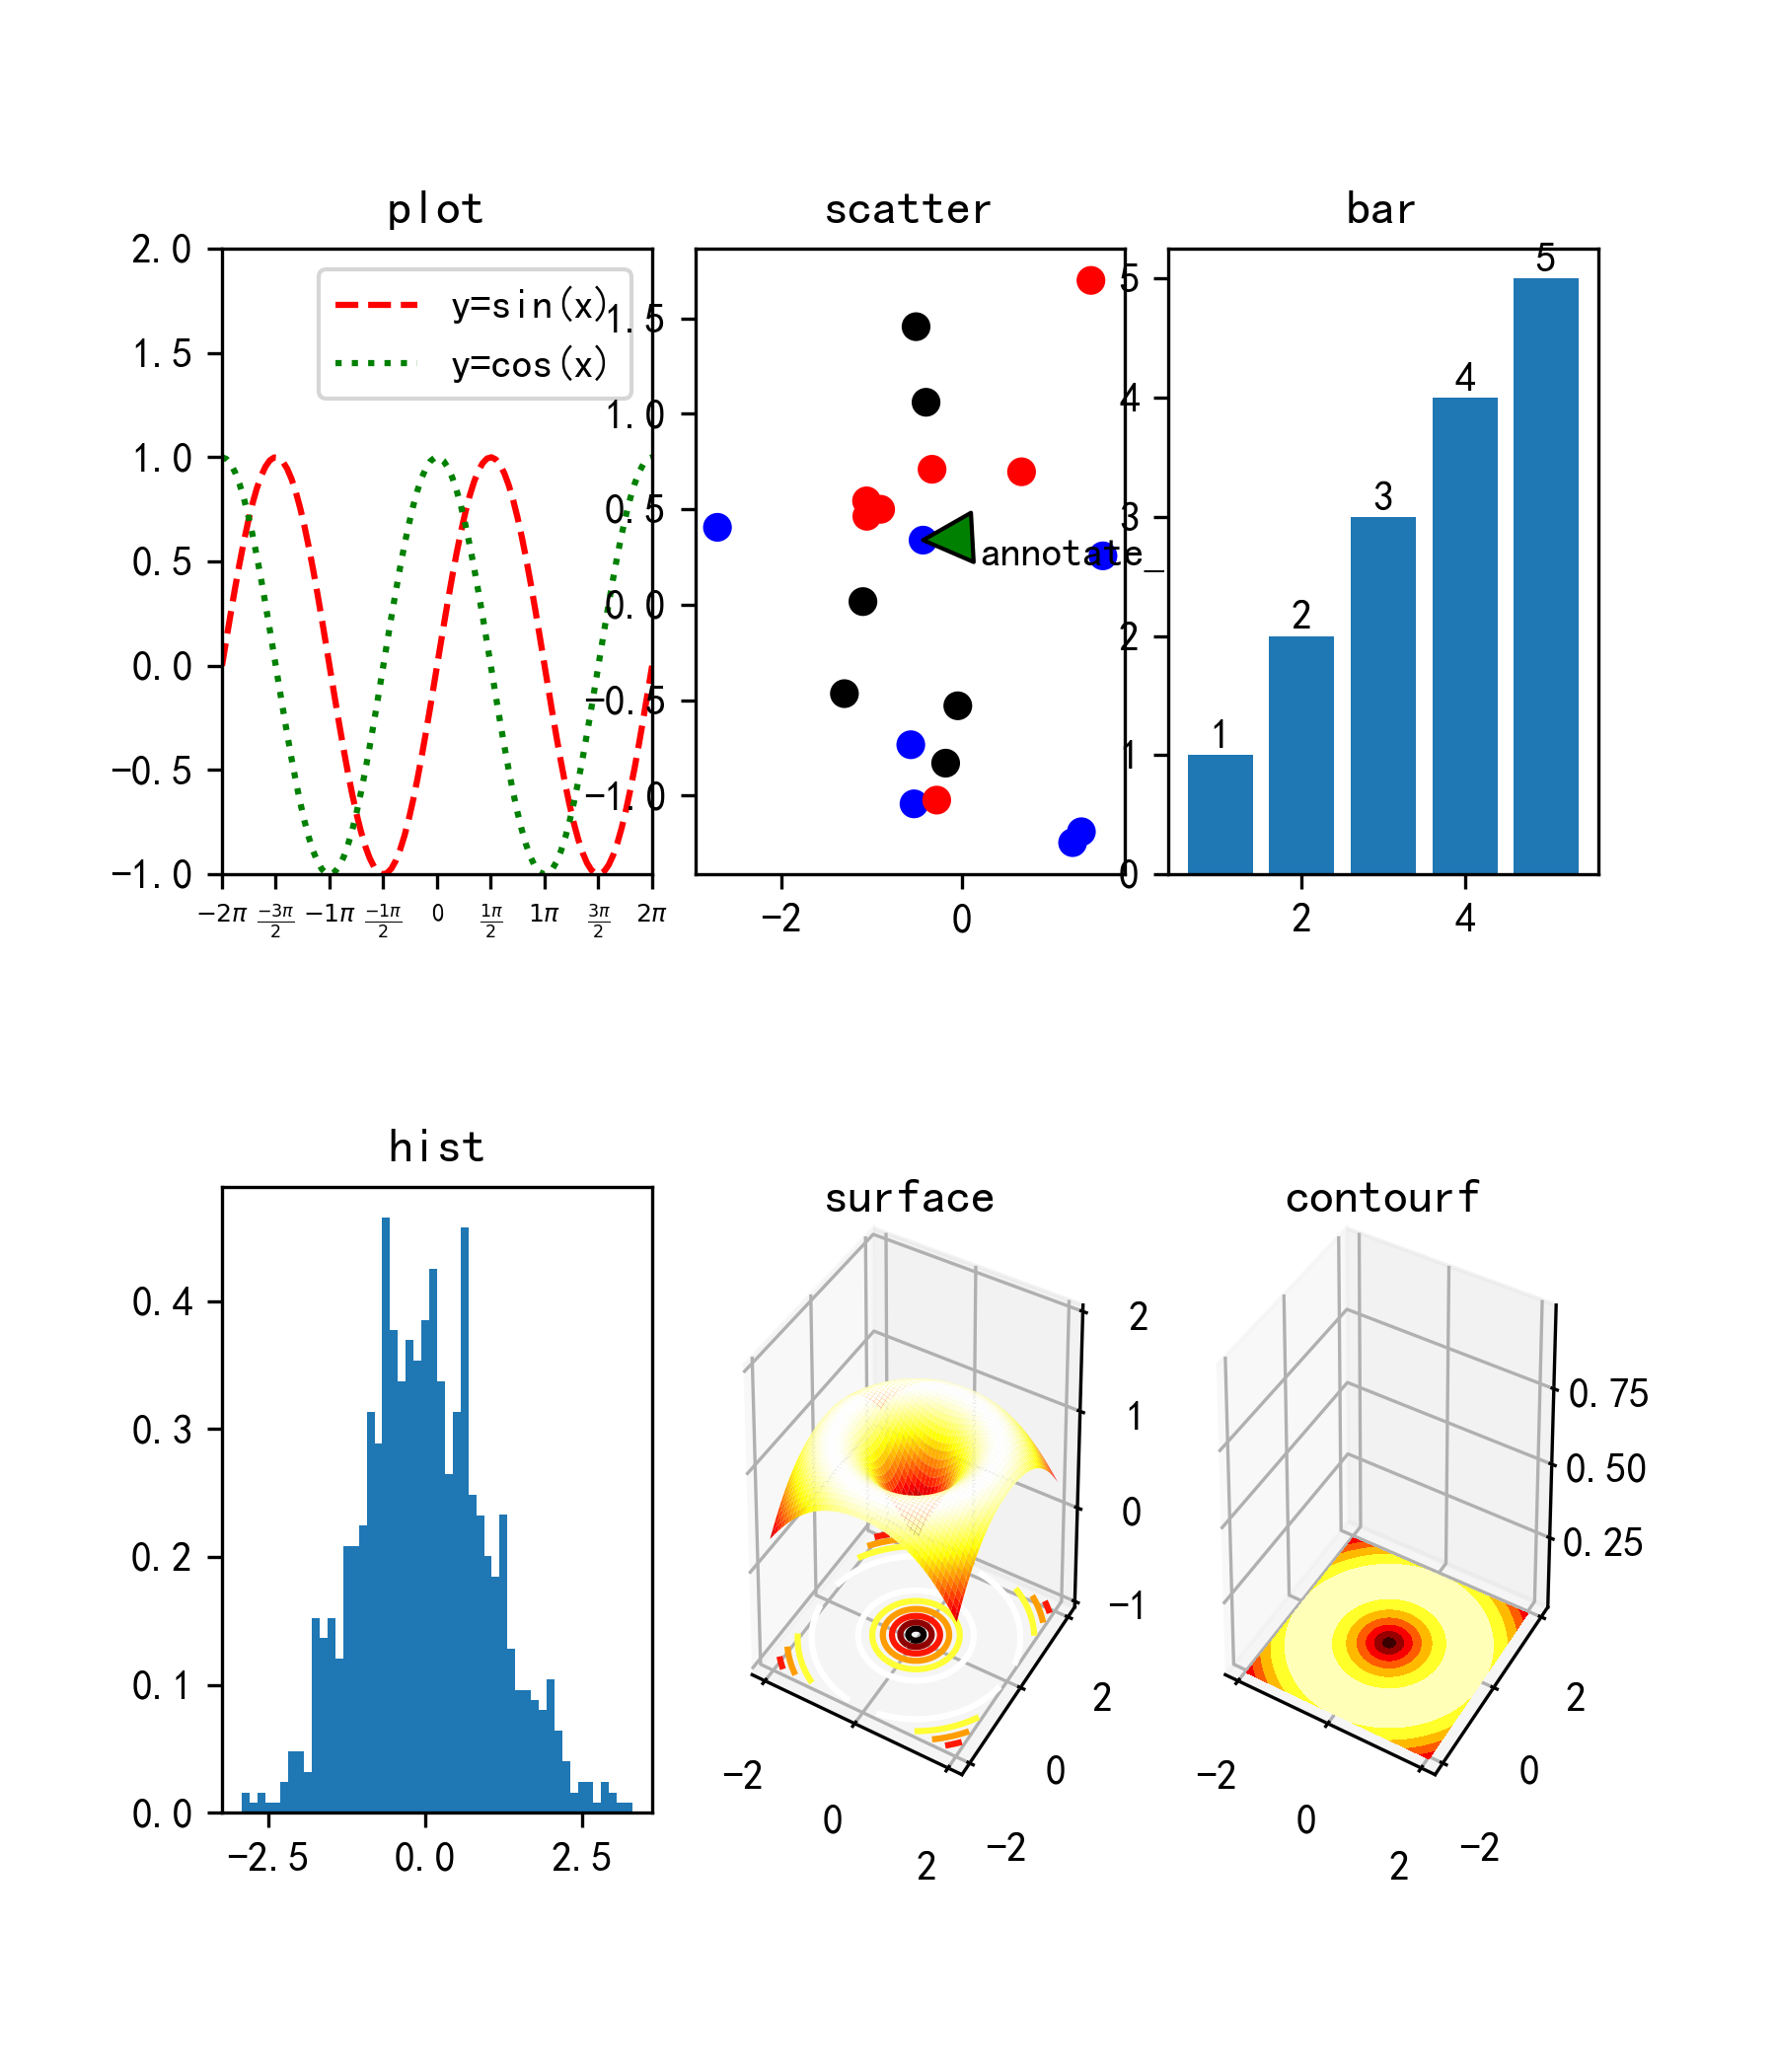 plot
2.0
1.5
1.0
0.5
0.0
−0.5
−1.0
y=sin(x)
y=cos(x)
−2π −3π/2 −1π −1π/2 0 1π/2 1π 3π/2 2π
scatter
1.5
1.0
0.5
0.0
−0.5
−1.0
annotate_
−2 0
bar
5
4
3
2
1
0
1 2 3 4 5
2 4
hist
0.4
0.3
0.2
0.1
0.0
−2.5 0.0 2.5
surface
2
1
0
−1
−2 0 2
−2 0 2
contourf
0.75
0.50
0.25
−2 0 2
−2 0 2